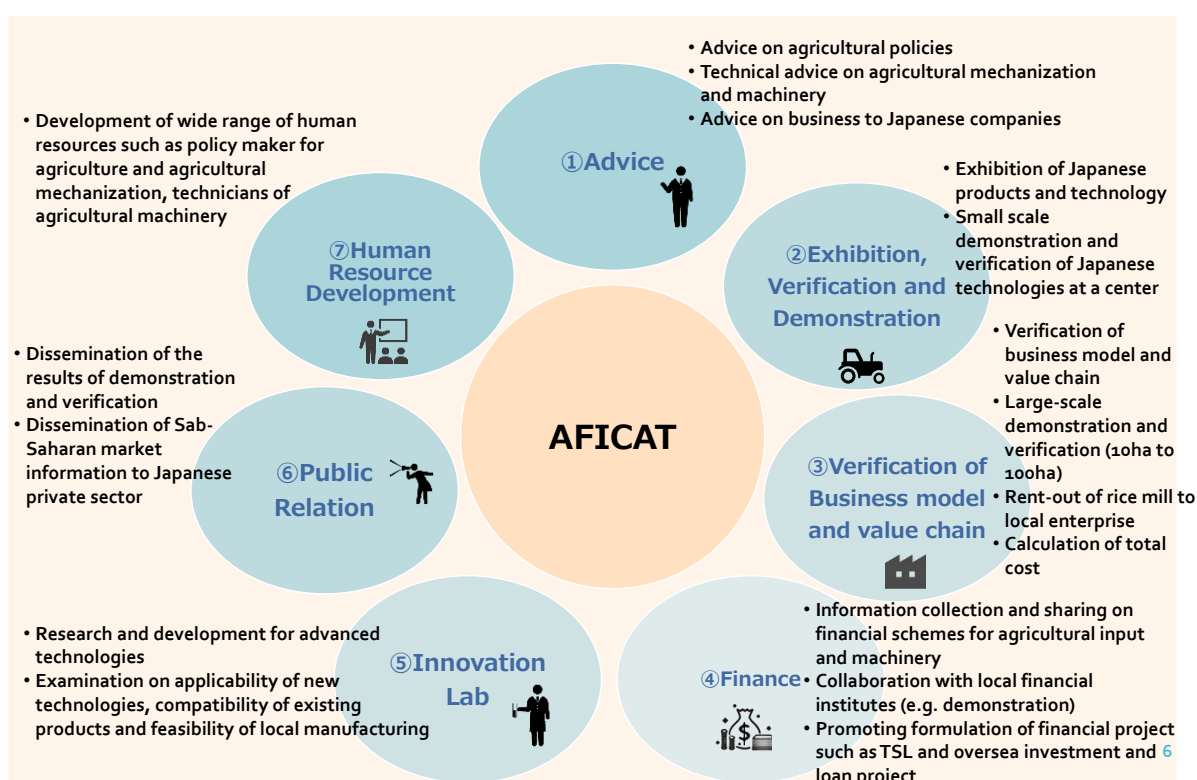 • Advice on agricultural policies
• Technical advice on agricultural mechanization
and machinery
• Advice on business to Japanese companies
①Advice
• Exhibition of Japanese
products and technology
• Small scale
demonstration and
verification of Japanese
technologies at a center
②Exhibition,
Verification and
Demonstration
• Verification of
business model and
value chain
• Large-scale
demonstration and
verification (10ha to
100ha)
• Rent-out of rice mill to
local enterprise
• Calculation of total
cost
③Verification of
Business model
and value chain
• Information collection and sharing on
financial schemes for agricultural input
and machinery
• Collaboration with local financial
institutes (e.g. demonstration)
• Promoting formulation of financial project
such as TSL and oversea investment and
loan project
④Finance
$
• Research and development for advanced
technologies
• Examination on applicability of new
technologies, compatibility of existing
products and feasibility of local manufacturing
⑤Innovation
Lab
• Dissemination of the
results of demonstration
and verification
• Dissemination of Sab-
Saharan market
information to Japanese
private sector
⑥Public
Relation
• Development of wide range of human
resources such as policy maker for
agriculture and agricultural
mechanization, technicians of
agricultural machinery
⑦Human
Resource
Development
AFICAT
6